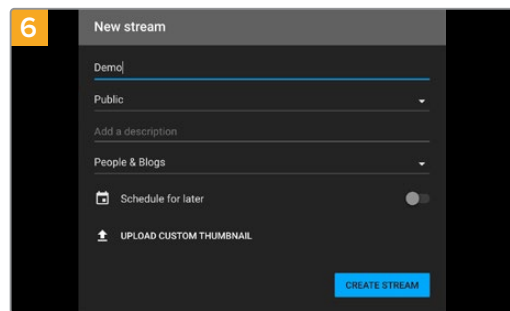 6
New stream
Demo
Public
Add a description
People & Blogs
Schedule for later
UPLOAD CUSTOM THUMBNAIL
CREATE STREAM